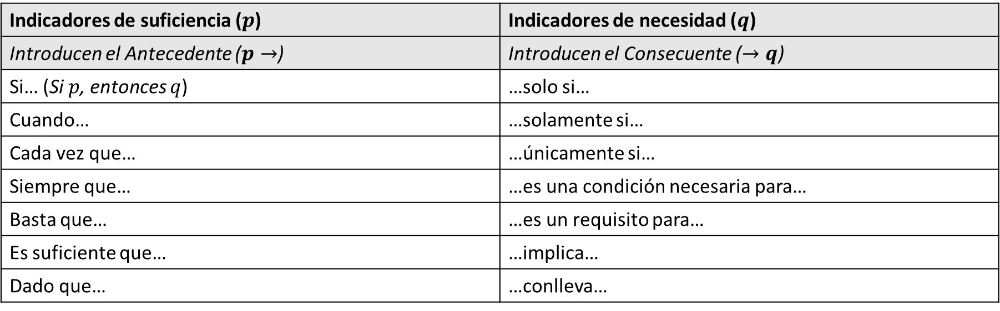 Indicadores de suficiencia (p) Indicadores de necesidad (q)
Introducen el Antecedente (p →) Introducen el Consecuente (→ q)
Si... (Si p, entonces q) ...solo si...
Cuando... ...solamente si...
Cada vez que... ...únicamente si...
Siempre que... ...es una condición necesaria para...
Basta que... ...es un requisito para...
Es suficiente que... ...implica...
Dado que... ...conlleva...